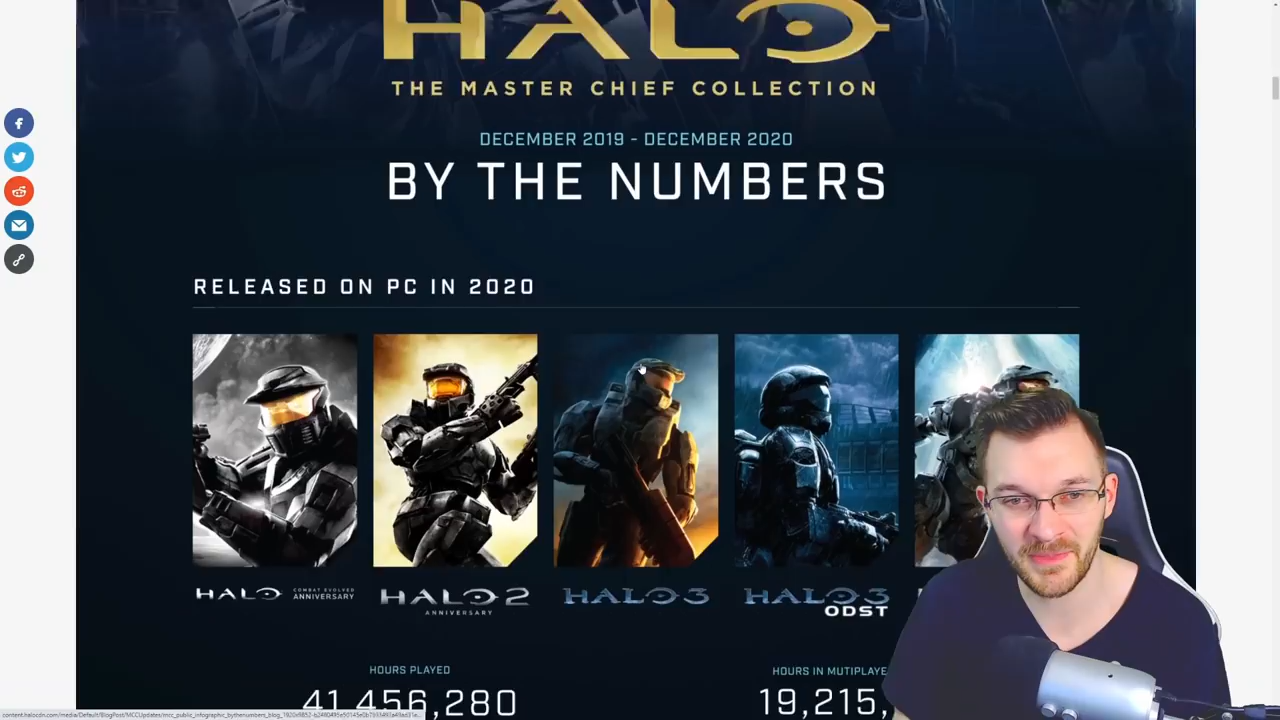 HALO
THE MASTER CHIEF COLLECTION
DECEMBER 2019 - DECEMBER 2020
BY THE NUMBERS
RELEASED ON PC IN 2020
HALO COMBAT EVOLVED ANNIVERSARY
HALO 2 ANNIVERSARY
HALO 3
HALO 3 ODST
HOURS PLAYED
41,456,280
HOURS IN MUTIPLAYE
19,215,